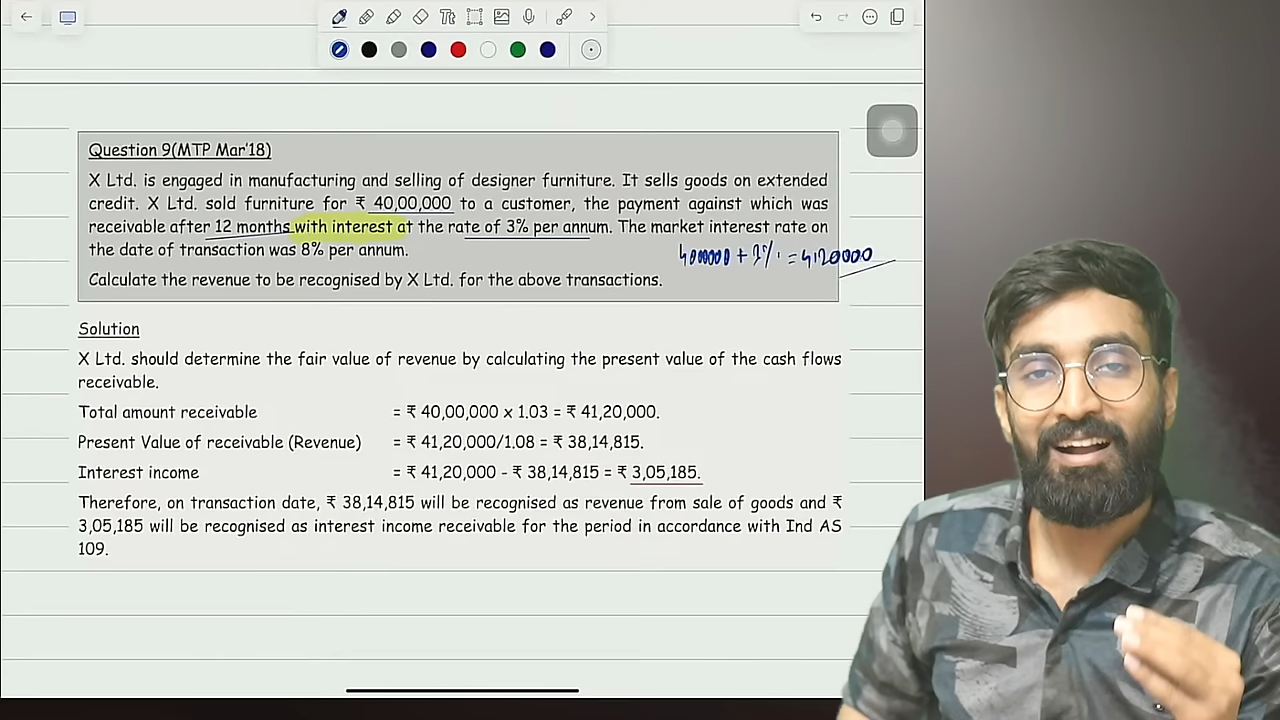 Tt
Question 9(MTP Mar'18)
X Ltd. is engaged in manufacturing and selling of designer furniture. It sells goods on extended
credit. X Ltd. sold furniture for ₹ 40,00,000 to a customer, the payment against which was
receivable after 12 months with interest at the rate of 3% per annum. The market interest rate on
the date of transaction was 8% per annum.
4000000 + 3% = 4120000
Calculate the revenue to be recognised by X Ltd. for the above transactions.
Solution
X Ltd. should determine the fair value of revenue by calculating the present value of the cash flows
receivable.
Total amount receivable = ₹ 40,00,000 x 1.03 = ₹ 41,20,000.
Present Value of receivable (Revenue) = ₹ 41,20,000/1.08 = ₹ 38,14,815.
Interest income = ₹ 41,20,000 - ₹ 38,14,815 = ₹ 3,05,185.
Therefore, on transaction date, ₹ 38,14,815 will be recognised as revenue from sale of goods and ₹
3,05,185 will be recognised as interest income receivable for the period in accordance with Ind AS
109.